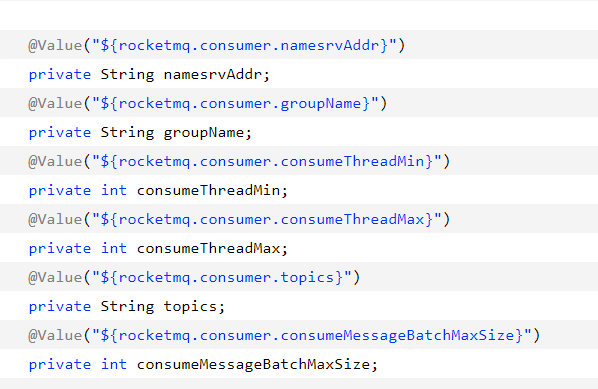 @Value("${rocketmq.consumer.namesrvAddr}")
private String namesrvAddr;
@Value("${rocketmq.consumer.groupName}")
private String groupName;
@Value("${rocketmq.consumer.consumeThreadMin}")
private int consumeThreadMin;
@Value("${rocketmq.consumer.consumeThreadMax}")
private int consumeThreadMax;
@Value("${rocketmq.consumer.topics}")
private String topics;
@Value("${rocketmq.consumer.consumeMessageBatchMaxSize}")
private int consumeMessageBatchMaxSize;